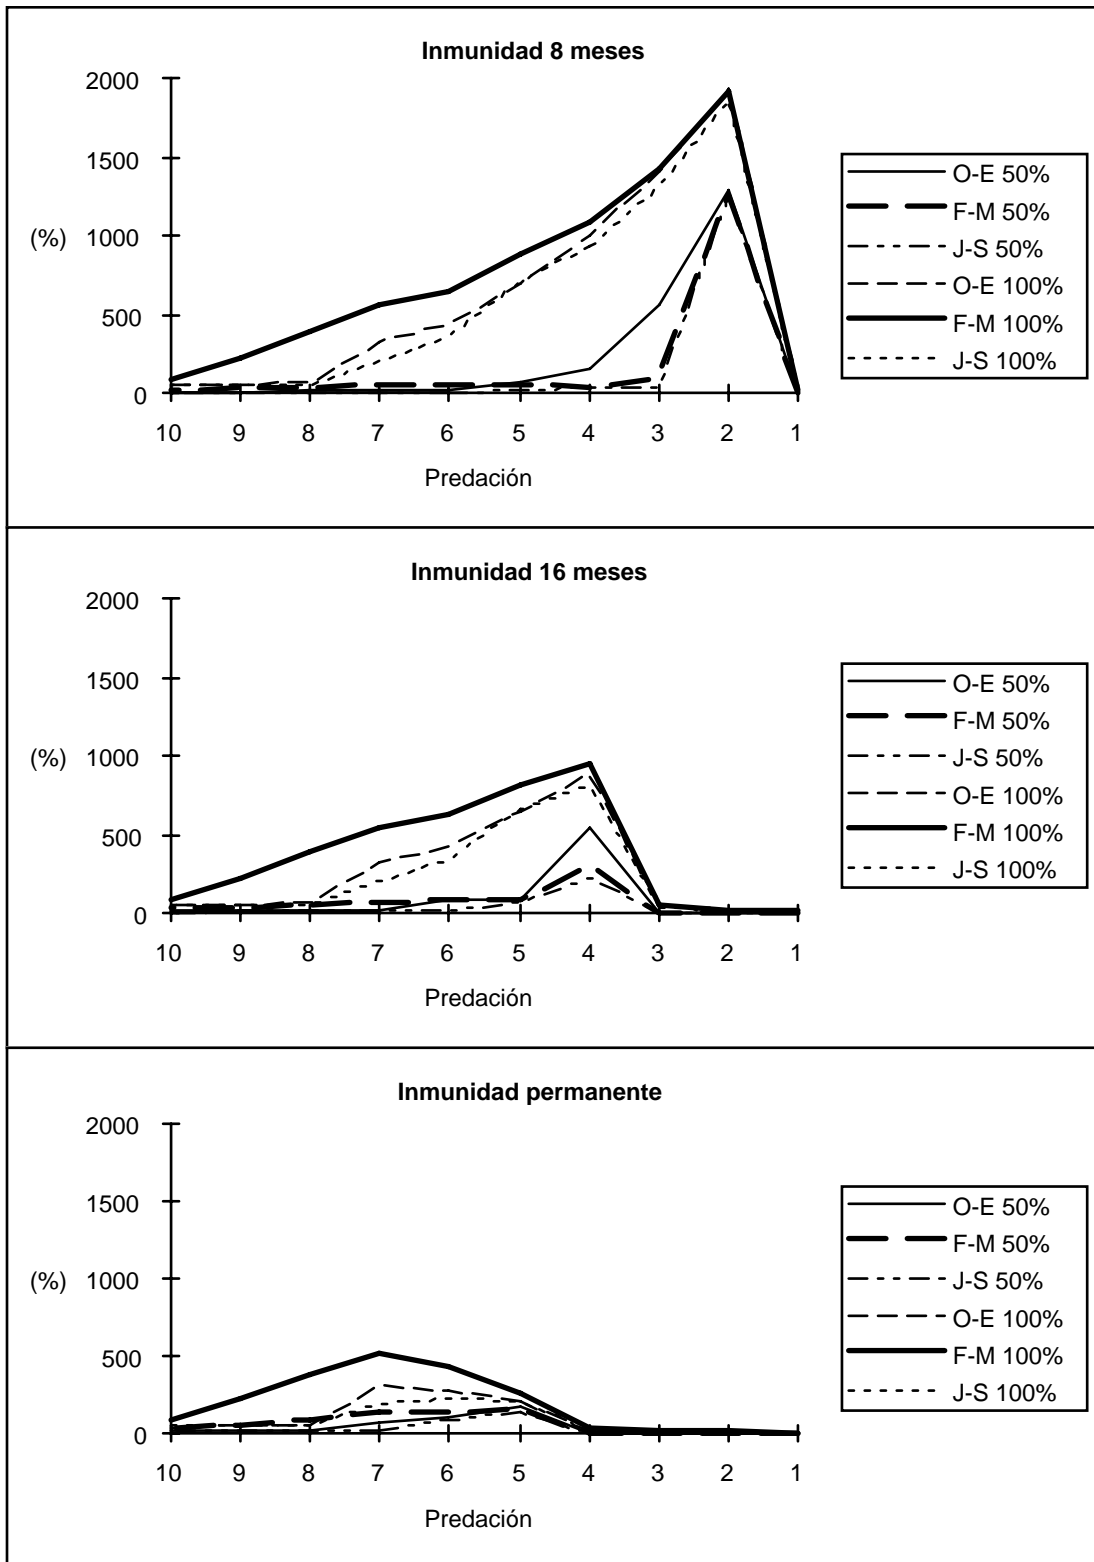 Inmunidad 8 meses
2000
1500
1000
(%)
500
0
10 9 8 7 6 5 4 3 2 1
Predación
O-E 50%
F-M 50%
J-S 50%
O-E 100%
F-M 100%
J-S 100%
Inmunidad 16 meses
2000
1500
1000
(%)
500
0
10 9 8 7 6 5 4 3 2 1
Predación
O-E 50%
F-M 50%
J-S 50%
O-E 100%
F-M 100%
J-S 100%
Inmunidad permanente
2000
1500
1000
(%)
500
0
10 9 8 7 6 5 4 3 2 1
Predación
O-E 50%
F-M 50%
J-S 50%
O-E 100%
F-M 100%
J-S 100%